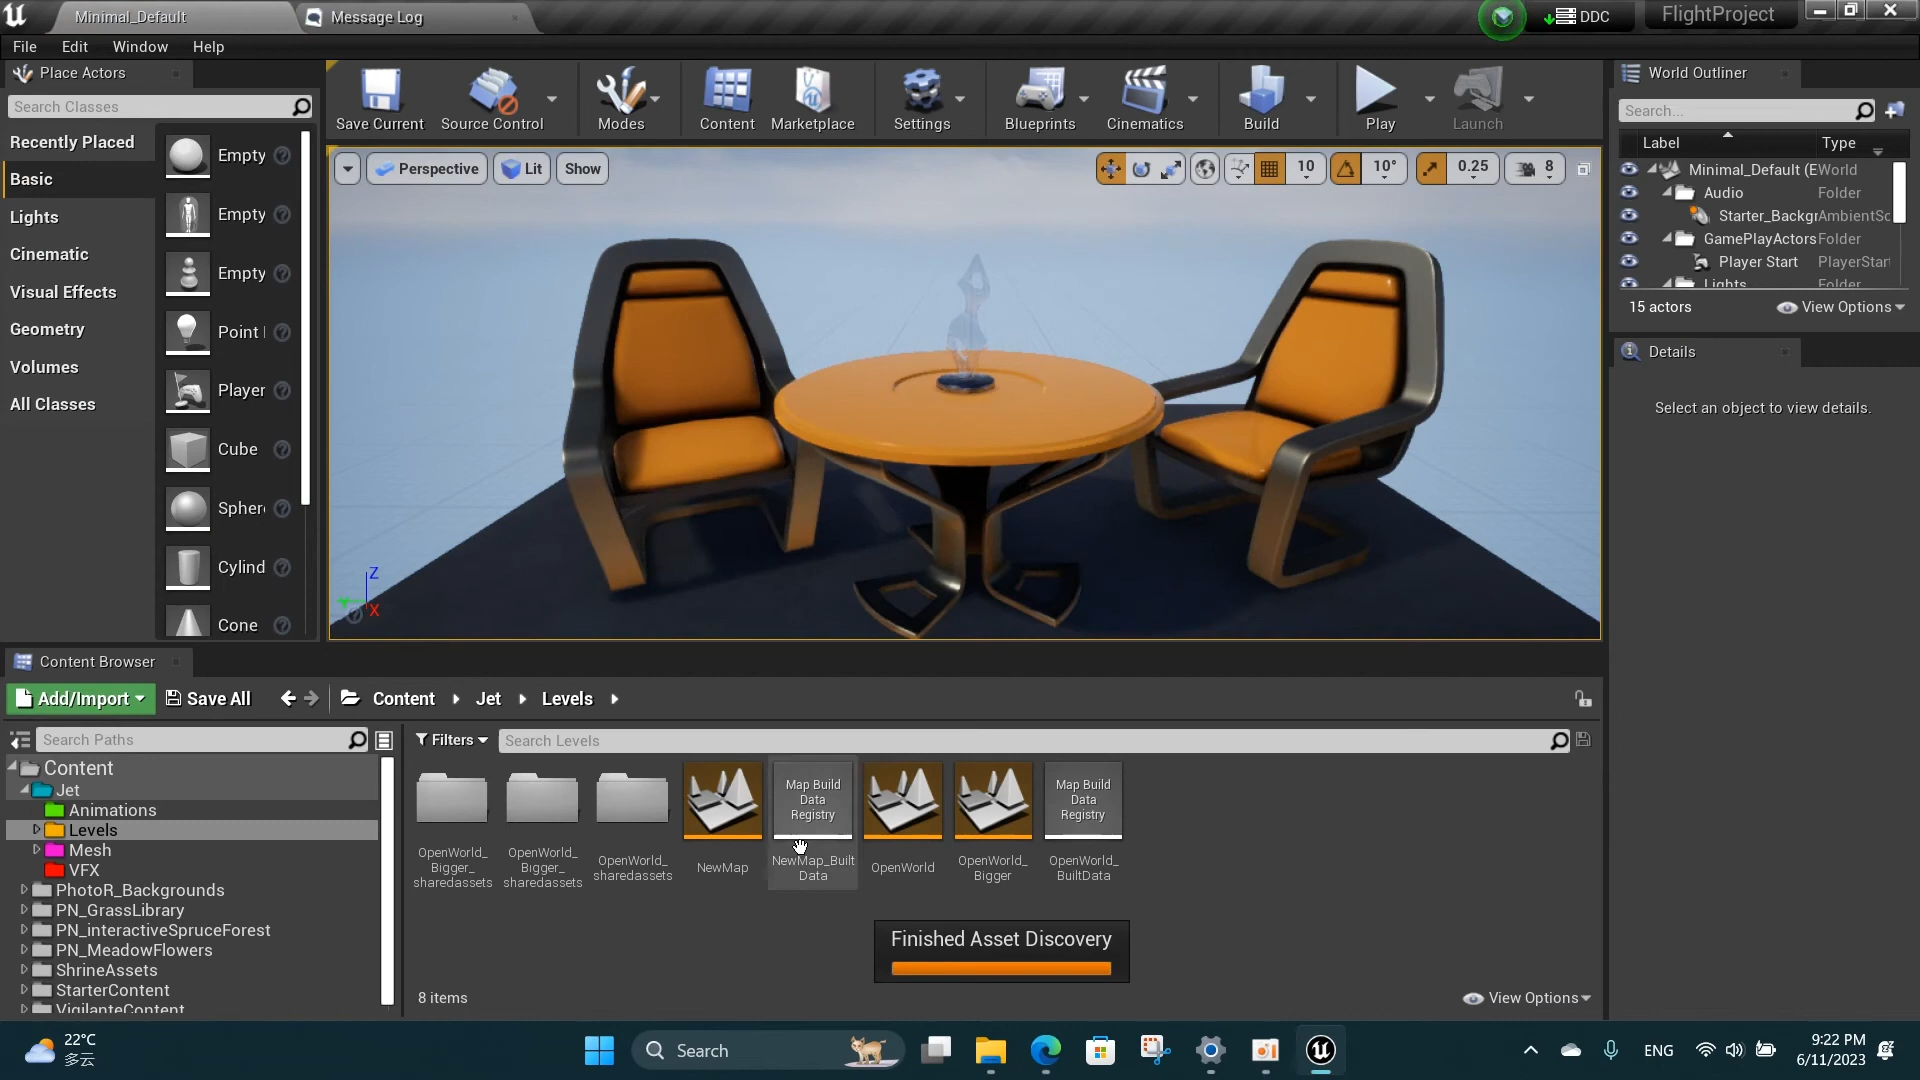 Minimal_Default
Message Log
DDC
FlightProject
File
Edit
Window
Help
Place Actors
Search Classes
Recently Placed
Basic
Lights
Cinematic
Visual Effects
Geometry
Volumes
All Classes
Empty
Empty
Empty
Point
Player
Cube
Spher
Cylind
Cone
Save Current
Source Control
Modes
Content
Marketplace
Settings
Blueprints
Cinematics
Build
Play
Launch
Perspective
Lit
Show
10
10°
0.25
8
Z
X
World Outliner
Search...
Label
Type
Minimal_Default (E
World
Audio
Folder
Starter_Backgr
AmbientSo
GamePlayActors
Folder
Player Start
PlayerStart
Lights
Folder
15 actors
View Options
Details
Select an object to view details.
Content Browser
Add/Import
Save All
Content
Jet
Levels
Search Paths
Filters
Search Levels
Content
Jet
Animations
Levels
Mesh
VFX
PhotoR_Backgrounds
PN_GrassLibrary
PN_interactiveSpruceForest
PN_MeadowFlowers
ShrineAssets
StarterContent
VigilanteContent
OpenWorld_
Bigger_
sharedassets
OpenWorld_
Bigger_
sharedassets
OpenWorld_
sharedassets
NewMap
Map Build
Data
Registry
NewMap_Built
Data
OpenWorld
OpenWorld_
Bigger
Map Build
Data
Registry
OpenWorld_
BuiltData
Finished Asset Discovery
8 items
View Options
22°C
多云
Search
ENG
9:22 PM
6/11/2023